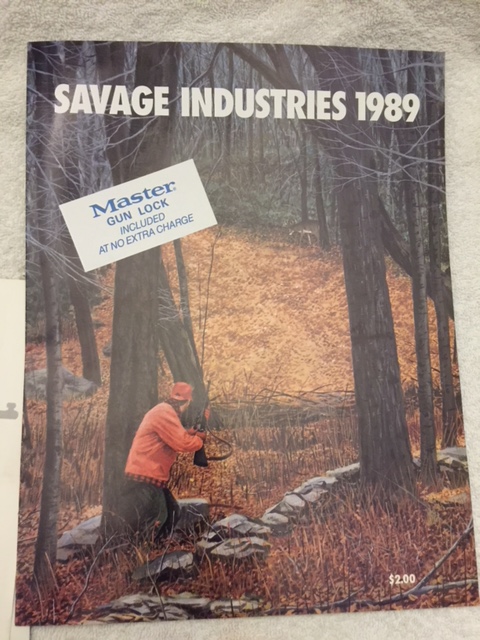 SAVAGE INDUSTRIES 1989
Master
GUN LOCK
INCLUDED
AT NO EXTRA CHARGE
$2.00